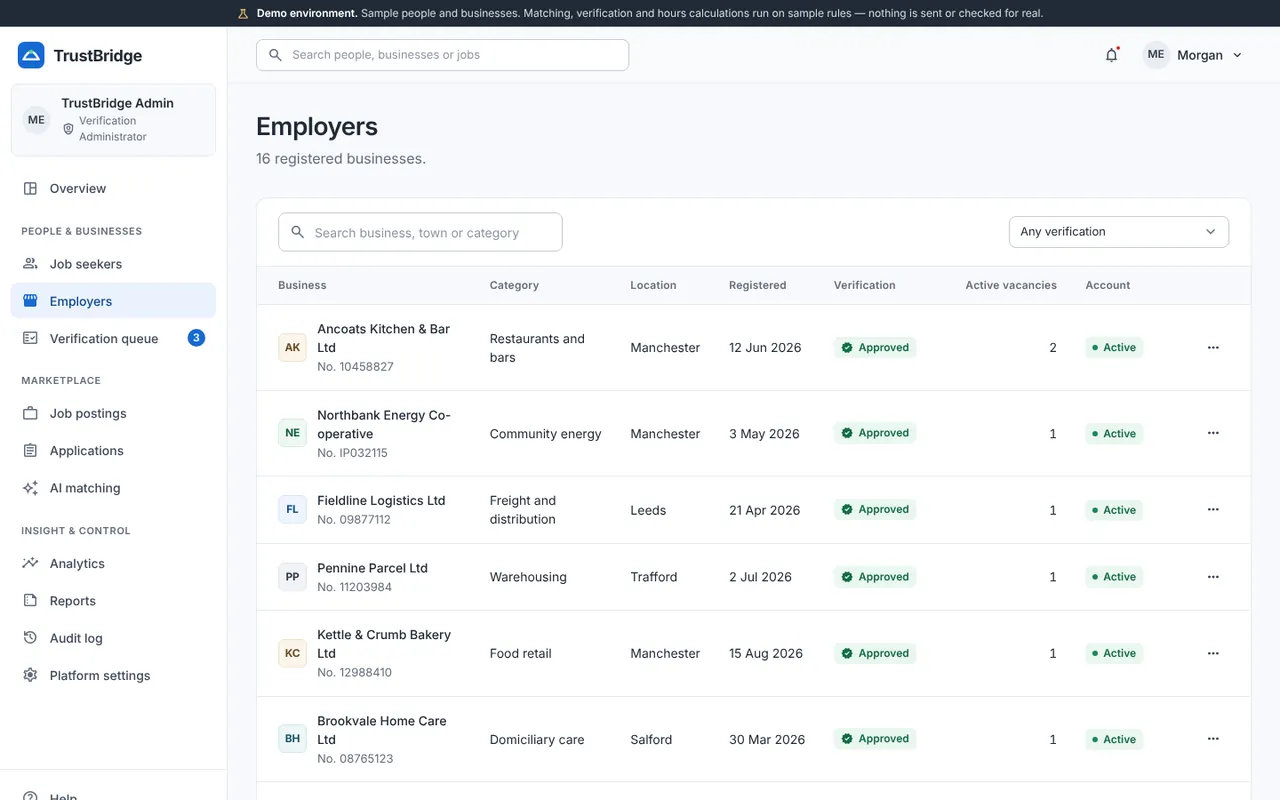 Demo environment. Sample people and businesses. Matching, verification and hours calculations run on sample rules — nothing is sent or checked for real.
TrustBridge
Search people, businesses or jobs
ME
Morgan
ME
TrustBridge Admin
Verification
Administrator
Overview
PEOPLE & BUSINESSES
Job seekers
Employers
Verification queue
3
MARKETPLACE
Job postings
Applications
AI matching
INSIGHT & CONTROL
Analytics
Reports
Audit log
Platform settings
Help
Employers
16 registered businesses.
Search business, town or category
Any verification
Business Category Location Registered Verification Active vacancies Account
AK
Ancoats Kitchen & Bar
Ltd
No. 10458827
Restaurants and
bars
Manchester
12 Jun 2026
Approved
2
Active
NE
Northbank Energy Co-
operative
No. IP032115
Community energy
Manchester
3 May 2026
Approved
1
Active
FL
Fieldline Logistics Ltd
No. 09877112
Freight and
distribution
Leeds
21 Apr 2026
Approved
1
Active
PP
Pennine Parcel Ltd
No. 11203984
Warehousing
Trafford
2 Jul 2026
Approved
1
Active
KC
Kettle & Crumb Bakery
Ltd
No. 12988410
Food retail
Manchester
15 Aug 2026
Approved
1
Active
BH
Brookvale Home Care
Ltd
No. 08765123
Domiciliary care
Salford
30 Mar 2026
Approved
1
Active